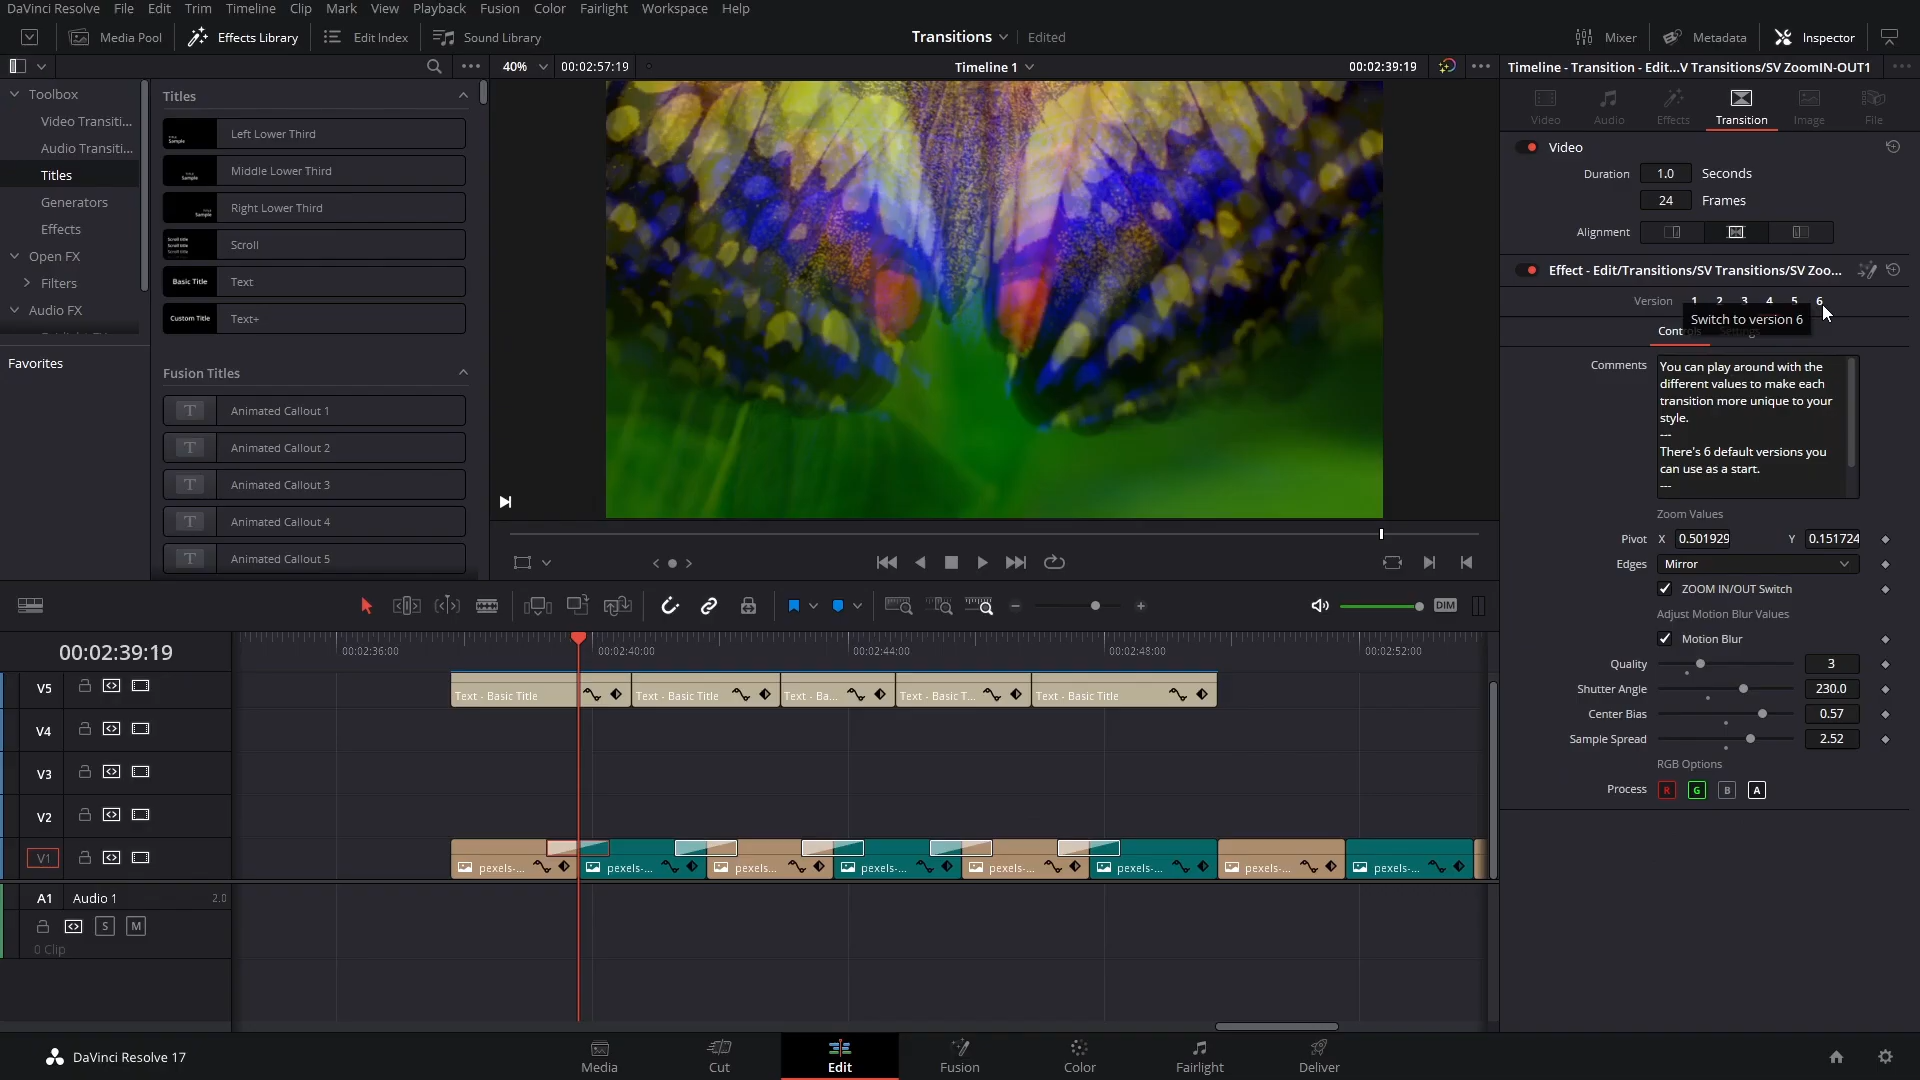 DaVinci Resolve File Edit Trim Timeline Clip Mark View Playback Fusion Color Fairlight Workspace Help
Media Pool Effects Library Edit Index Sound Library Transitions Edited Mixer Metadata Inspector
40% 00:02:57:19 Timeline 1 00:02:39:19 Timeline - Transition - Edit...V Transitions/SV ZoomIN-OUT1
Toolbox
Video Transiti...
Audio Transiti...
Titles
Generators
Effects
Open FX
Filters
Audio FX
Favorites
Titles
Left Lower Third
Middle Lower Third
Right Lower Third
Scroll
Basic Title Text
Custom Title Text+
Fusion Titles
T Animated Callout 1
T Animated Callout 2
T Animated Callout 3
T Animated Callout 4
T Animated Callout 5
Video Audio Effects Transition Image File
Video
Duration 1.0 Seconds
24 Frames
Alignment
Effect - Edit/Transitions/SV Transitions/SV Zoo...
Version 1 2 3 4 5 6
Switch to version 6
Controls
Comments
You can play around with the
different values to make each
transition more unique to your
style.
---
There's 6 default versions you
can use as a start.
---
Zoom Values
Pivot X 0.501929 Y 0.151724
Edges Mirror
ZOOM IN/OUT Switch
Adjust Motion Blur Values
Motion Blur
Quality 3
Shutter Angle 230.0
Center Bias 0.57
Sample Spread 2.52
RGB Options
Process R G B A
DIM
00:02:39:19 00:02:36:00 00:02:40:00 00:02:44:00 00:02:48:00 00:02:52:00
V5 Text - Basic Title Text - Basic Title Text - Ba... Text - Basic T... Text - Basic Title
V4
V3
V2
V1 pexels-... pexels-... pexels-... pexels-... pexels-... pexels-... pexels-... pexels-...
A1 Audio 1 2.0
S M
0 Clip
DaVinci Resolve 17 Media Cut Edit Fusion Color Fairlight Deliver